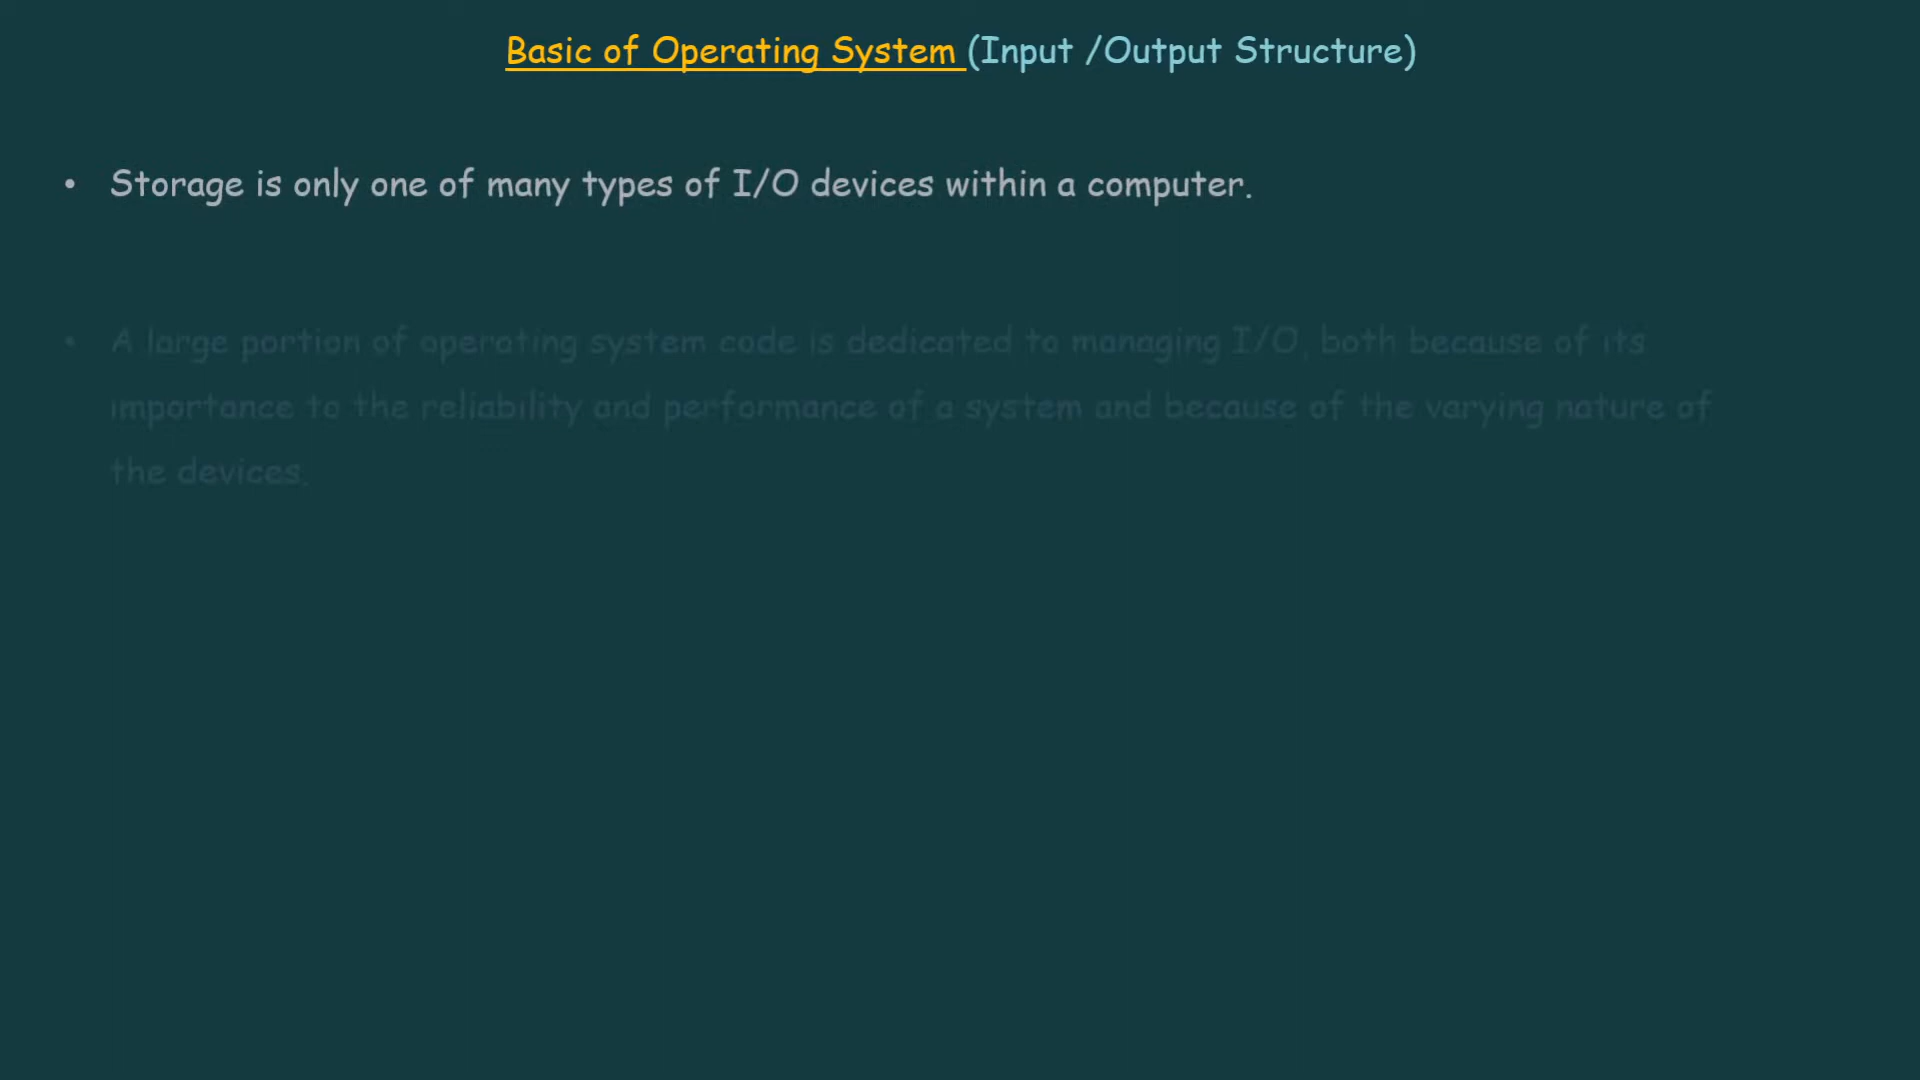 Basic of Operating System (Input /Output Structure)
• Storage is only one of many types of I/O devices within a computer.
• A large portion of operating system code is dedicated to managing I/O, both because of its
importance to the reliability and performance of a system and because of the varying nature of
the devices.